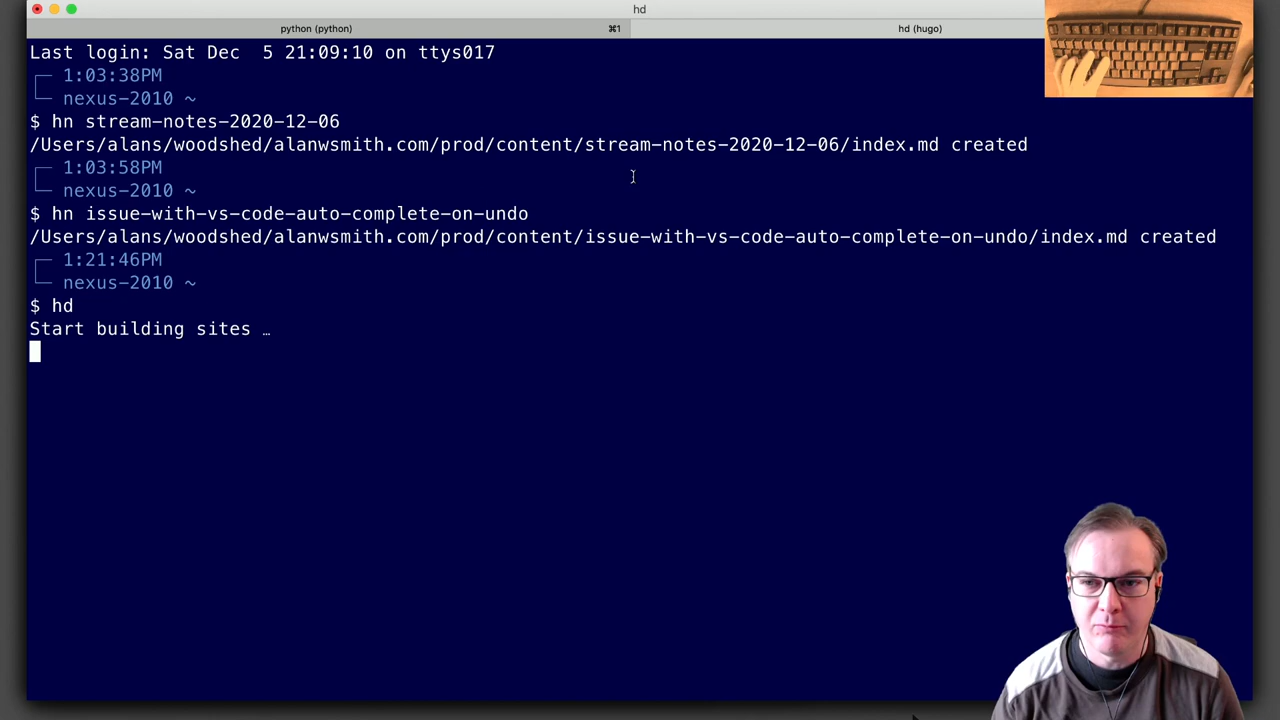 hd
python (python) ⌘1 hd (hugo)
Last login: Sat Dec  5 21:09:10 on ttys017
┌─ 1:03:38PM
└─ nexus-2010 ~
$ hn stream-notes-2020-12-06
/Users/alans/woodshed/alanwsmith.com/prod/content/stream-notes-2020-12-06/index.md created
┌─ 1:03:58PM
└─ nexus-2010 ~
$ hn issue-with-vs-code-auto-complete-on-undo
/Users/alans/woodshed/alanwsmith.com/prod/content/issue-with-vs-code-auto-complete-on-undo/index.md created
┌─ 1:21:46PM
└─ nexus-2010 ~
$ hd
Start building sites …